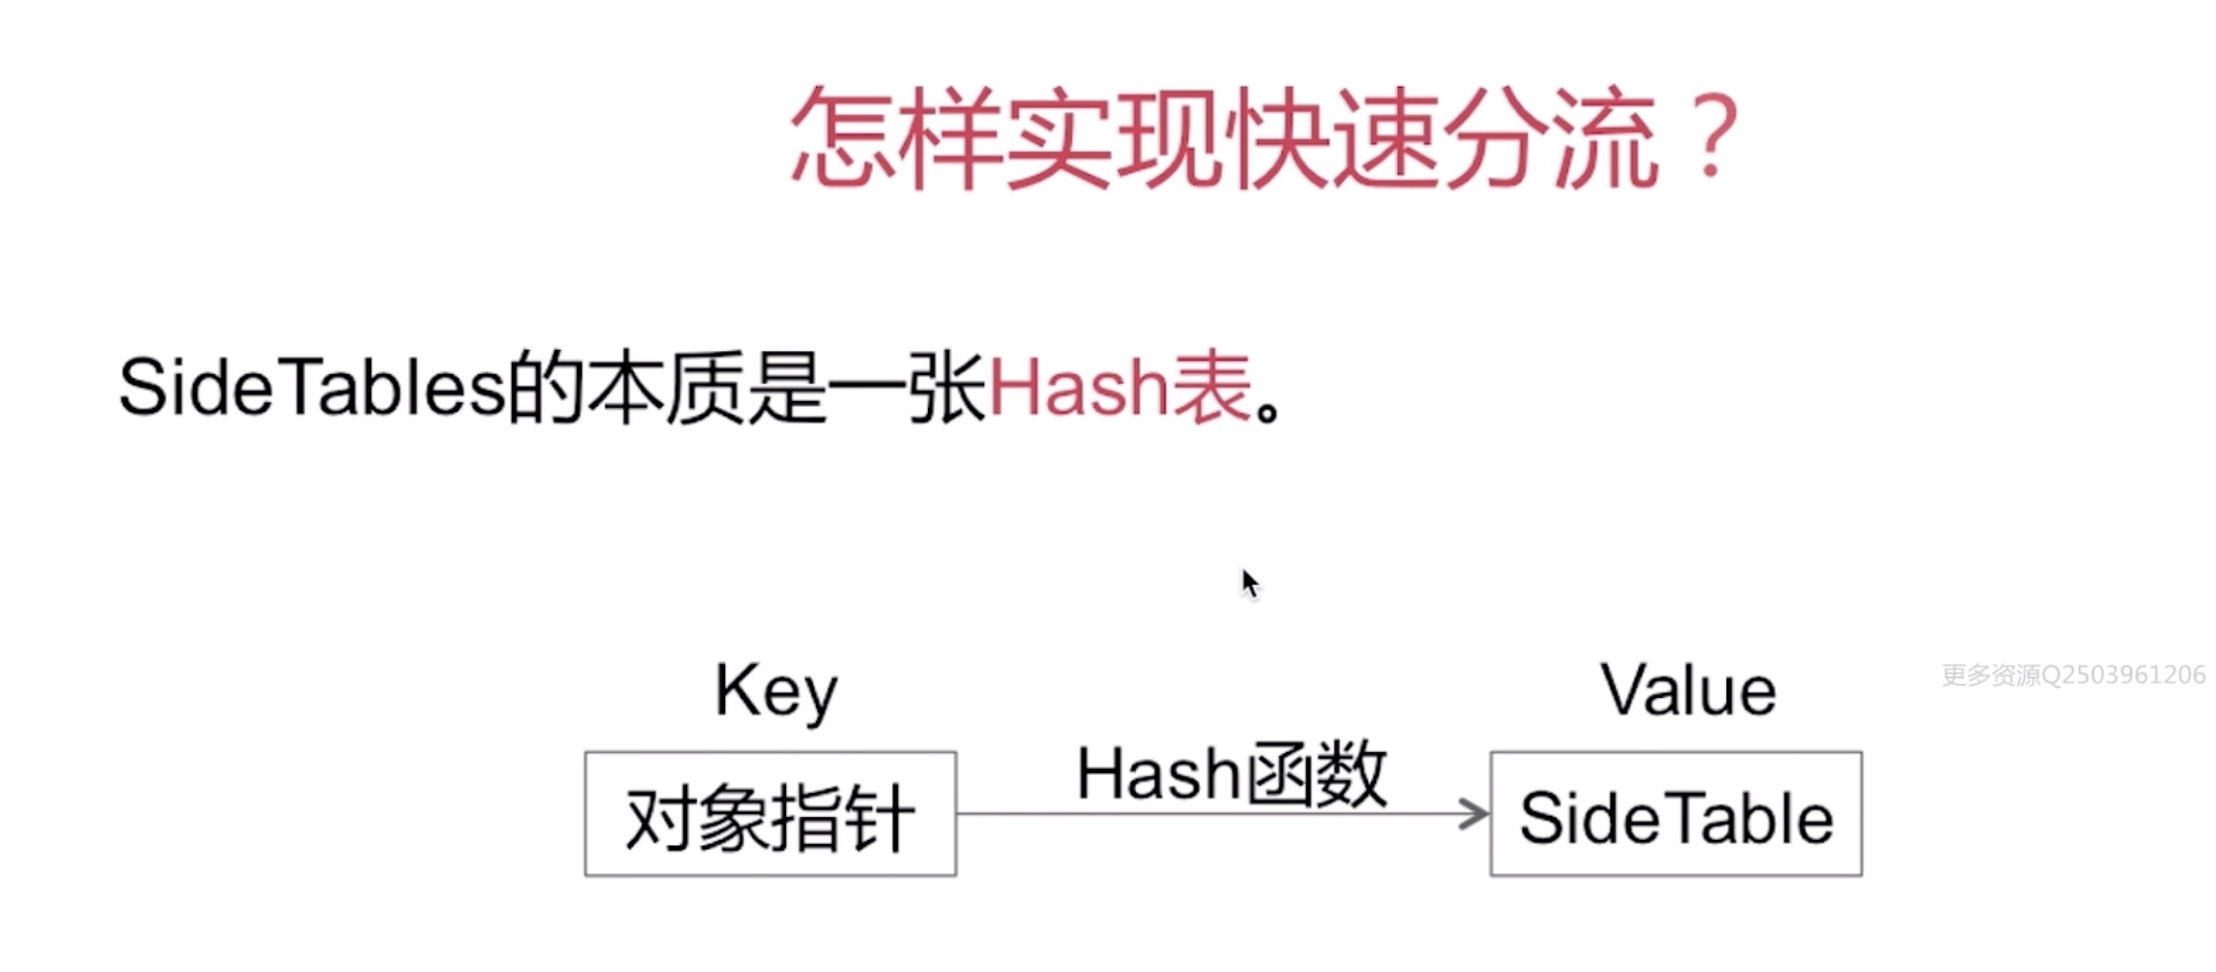 怎样实现快速分流？
SideTables的本质是一张Hash表。
Key
Value
更多资源Q2503961206
对象指针
Hash函数
SideTable